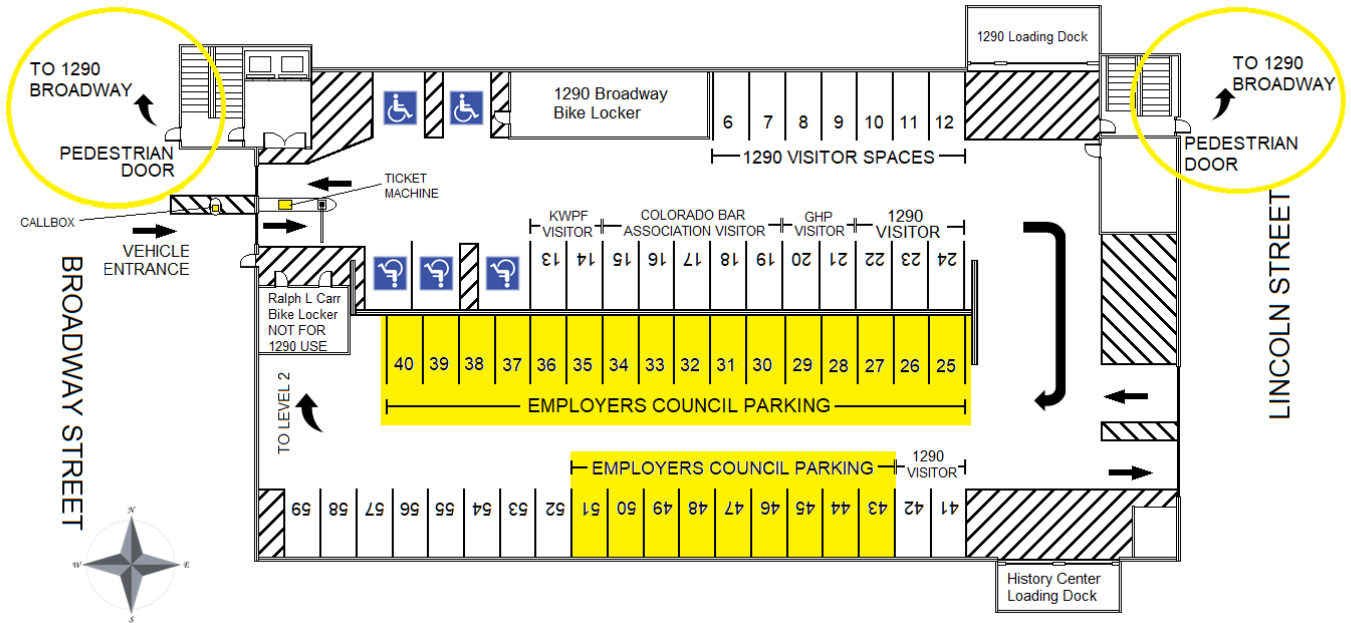 TO 1290
BROADWAY
PEDESTRIAN
DOOR
1290 Broadway
Bike Locker
6 7 8 9 10 11 12
1290 VISITOR SPACES
1290 Loading Dock
TO 1290
BROADWAY
PEDESTRIAN
DOOR
TICKET
MACHINE
CALLBOX
VEHICLE
ENTRANCE
KWPF
VISITOR
COLORADO BAR
ASSOCIATION VISITOR
GHP
VISITOR
1290
VISITOR
13 14 15 16 17 18 19 20 21 22 23 24
Ralph L Carr
Bike Locker
NOT FOR
1290 USE
40 39 38 37 36 35 34 33 32 31 30 29 28 27 26 25
EMPLOYERS COUNCIL PARKING
TO LEVEL 2
BROADWAY STREET
LINCOLN STREET
EMPLOYERS COUNCIL PARKING
1290
VISITOR
59 58 57 56 55 54 53 52 51 50 49 48 47 46 45 44 43 42 41
History Center
Loading Dock
N
W
E
S